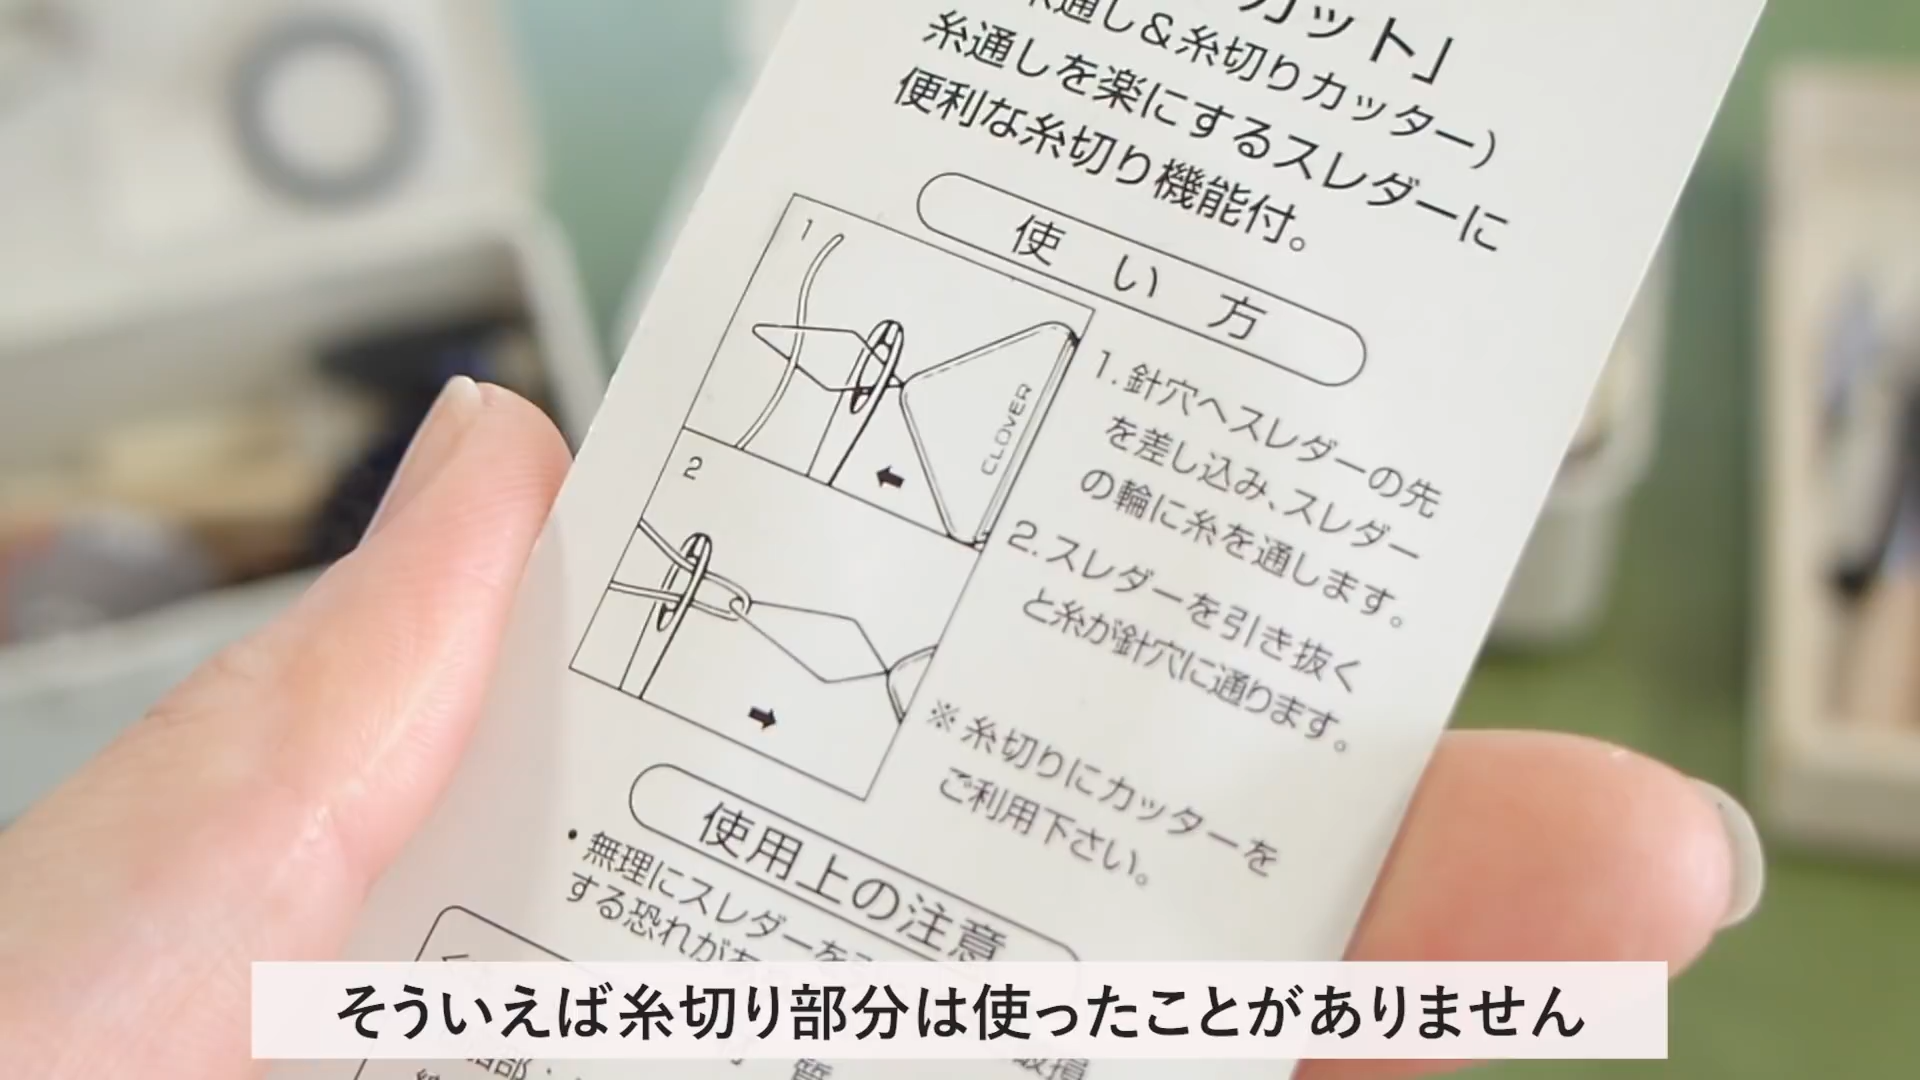 カット」
糸通し&糸切りカッター)
糸通しを楽にするスレダーに
便利な糸切り機能付。
使い方
1
CLOVER
2
1.針穴へスレダーの先
を差し込み、スレダー
の輪に糸を通します。
2.スレダーを引き抜く
と糸が針穴に通ります。
※糸切りにカッターを
ご利用下さい。
使用上の注意
・無理にスレダーを
する恐れが
そういえば糸切り部分は使ったことがありません
質
破損